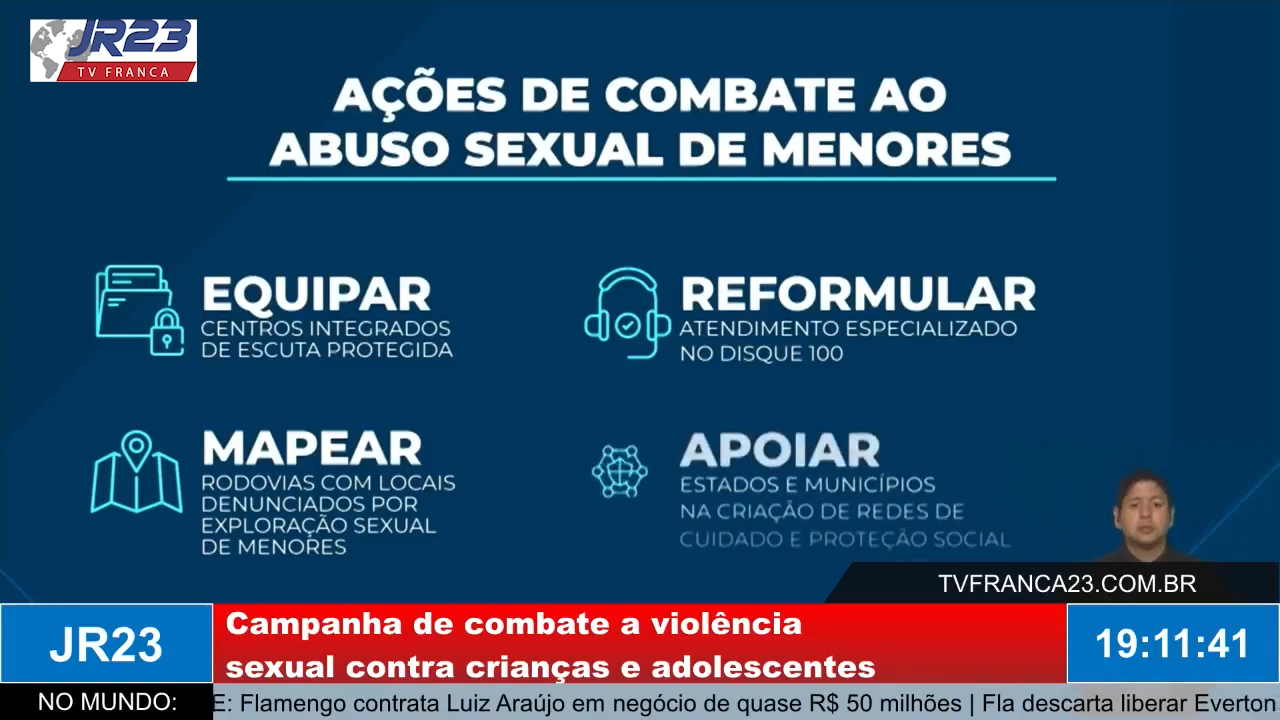 JR23
TV FRANCA
AÇÕES DE COMBATE AO
ABUSO SEXUAL DE MENORES
EQUIPAR
CENTROS INTEGRADOS
DE ESCUTA PROTEGIDA
REFORMULAR
ATENDIMENTO ESPECIALIZADO
NO DISQUE 100
MAPEAR
RODOVIAS COM LOCAIS
DENUNCIADOS POR
EXPLORAÇÃO SEXUAL
DE MENORES
APOIAR
ESTADOS E MUNICÍPIOS
NA CRIAÇÃO DE REDES DE
CUIDADO E PROTEÇÃO SOCIAL
TVFRANCA23.COM.BR
JR23
Campanha de combate a violência
sexual contra crianças e adolescentes
19:11:41
NO MUNDO: E: Flamengo contrata Luiz Araújo em negócio de quase R$ 50 milhões | Fla descarta liberar Everton